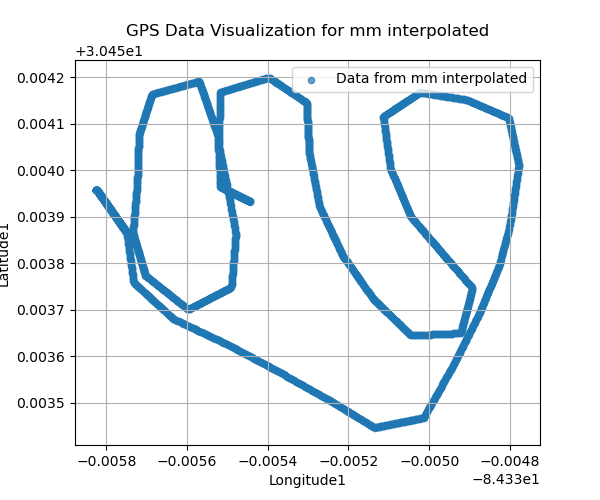 GPS Data Visualization for mm interpolated
+3.045e1
Data from mm interpolated
0.0042
0.0041
0.0040
0.0039
0.0038
0.0037
0.0036
0.0035
Latitude1
−0.0058 −0.0056 −0.0054 −0.0052 −0.0050 −0.0048
Longitude1
−8.433e1